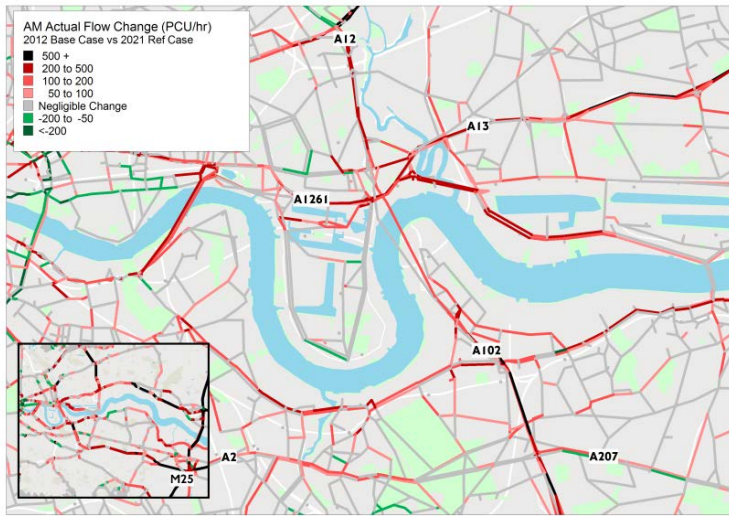 AM Actual Flow Change (PCU/hr)
2012 Base Case vs 2021 Ref Case
500 +
200 to 500
100 to 200
50 to 100
Negligible Change
-200 to -50
<-200
A12
A13
A1261
A102
A2
A207
M25